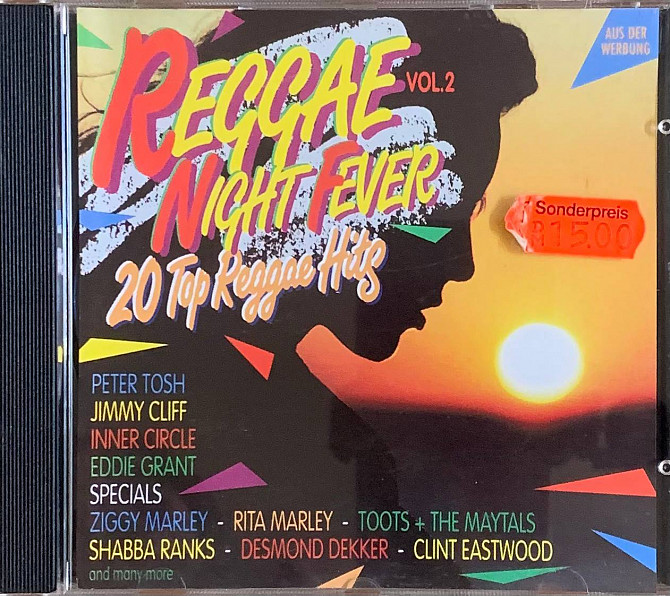 REGGAE
VOL.2
NIGHT FEVER
20 Top Reggae Hits
AUS DER
WERBUNG
Sonderpreis
15.00
PETER TOSH
JIMMY CLIFF
INNER CIRCLE
EDDIE GRANT
SPECIALS
ZIGGY MARLEY - RITA MARLEY - TOOTS + THE MAYTALS
SHABBA RANKS - DESMOND DEKKER - CLINT EASTWOOD
and many more